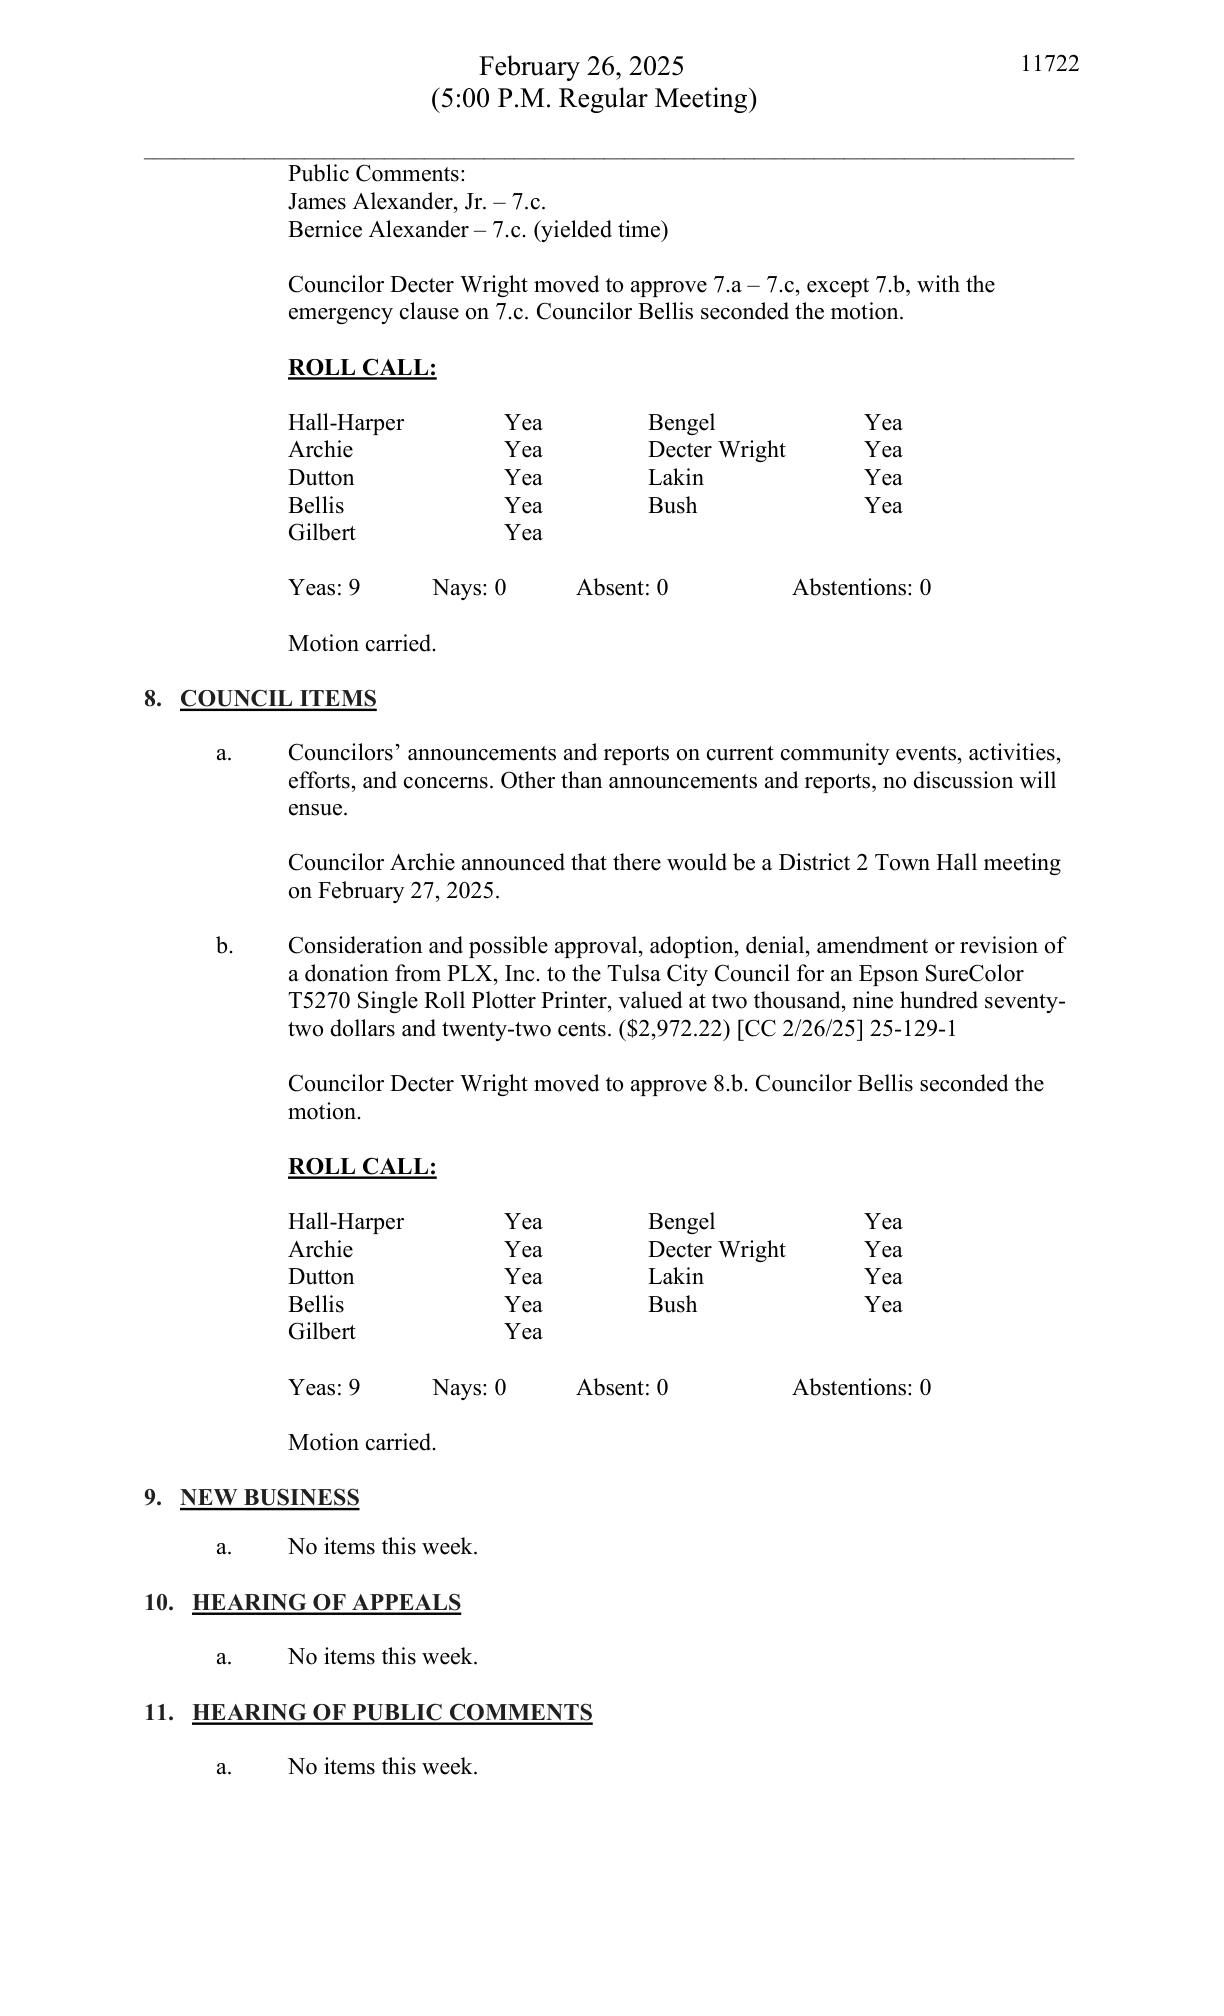 February 26, 2025
11722
(5:00 P.M. Regular Meeting)
Public Comments:
James Alexander, Jr. – 7.c.
Bernice Alexander – 7.c. (yielded time)
Councilor Decter Wright moved to approve 7.a – 7.c, except 7.b, with the
emergency clause on 7.c. Councilor Bellis seconded the motion.
ROLL CALL:
Hall-Harper Yea Bengel Yea
Archie Yea Decter Wright Yea
Dutton Yea Lakin Yea
Bellis Yea Bush Yea
Gilbert Yea
Yeas: 9 Nays: 0 Absent: 0 Abstentions: 0
Motion carried.
8. COUNCIL ITEMS
a. Councilors’ announcements and reports on current community events, activities,
efforts, and concerns. Other than announcements and reports, no discussion will
ensue.
Councilor Archie announced that there would be a District 2 Town Hall meeting
on February 27, 2025.
b. Consideration and possible approval, adoption, denial, amendment or revision of
a donation from PLX, Inc. to the Tulsa City Council for an Epson SureColor
T5270 Single Roll Plotter Printer, valued at two thousand, nine hundred seventy-
two dollars and twenty-two cents. ($2,972.22) [CC 2/26/25] 25-129-1
Councilor Decter Wright moved to approve 8.b. Councilor Bellis seconded the
motion.
ROLL CALL:
Hall-Harper Yea Bengel Yea
Archie Yea Decter Wright Yea
Dutton Yea Lakin Yea
Bellis Yea Bush Yea
Gilbert Yea
Yeas: 9 Nays: 0 Absent: 0 Abstentions: 0
Motion carried.
9. NEW BUSINESS
a. No items this week.
10. HEARING OF APPEALS
a. No items this week.
11. HEARING OF PUBLIC COMMENTS
a. No items this week.